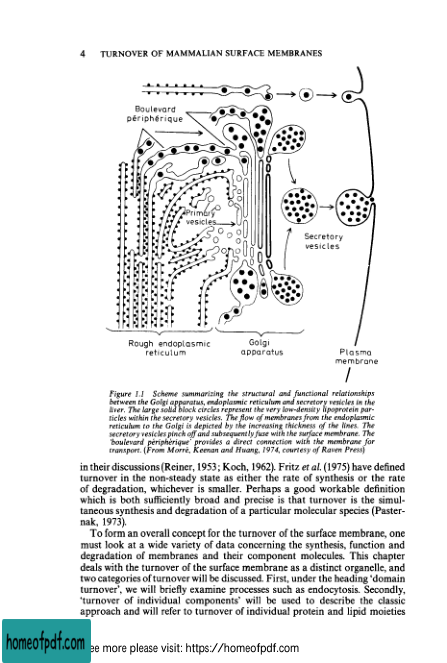 4 TURNOVER OF MAMMALIAN SURFACE MEMBRANES
Boulevard
périphérique
Primary
vesicles
Secretory
vesicles
Rough endoplasmic
reticulum
Golgi
apparatus
Plasma
membrane
Figure 1.1 Scheme summarizing the structural and functional relationships
between the Golgi apparatus, endoplasmic reticulum and secretory vesicles in the
liver. The large solid block circles represent the very low-density lipoprotein par-
ticles within the secretory vesicles. The flow of membranes from the endoplasmic
reticulum to the Golgi is depicted by the increasing thickness of the lines. The
secretory vesicles pinch off and subsequently fuse with the surface membrane. The
'boulevard périphérique' provides a direct connection with the membrane for
transport. (From Morré, Keenan and Huang, 1974, courtesy of Raven Press)
in their discussions (Reiner, 1953; Koch, 1962). Fritz et al. (1975) have defined
turnover in the non-steady state as either the rate of synthesis or the rate
of degradation, whichever is smaller. Perhaps a good workable definition
which is both sufficiently broad and precise is that turnover is the simul-
taneous synthesis and degradation of a particular molecular species (Paster-
nak, 1973).
To form an overall concept for the turnover of the surface membrane, one
must look at a wide variety of data concerning the synthesis, function and
degradation of membranes and their component molecules. This chapter
deals with the turnover of the surface membrane as a distinct organelle, and
two categories of turnover will be discussed. First, under the heading 'domain
turnover', we will briefly examine processes such as endocytosis. Secondly,
'turnover of individual components' will be used to describe the classic
approach and will refer to turnover of individual protein and lipid moieties
homeofpdf.com
ee more please visit: https://homeofpdf.com